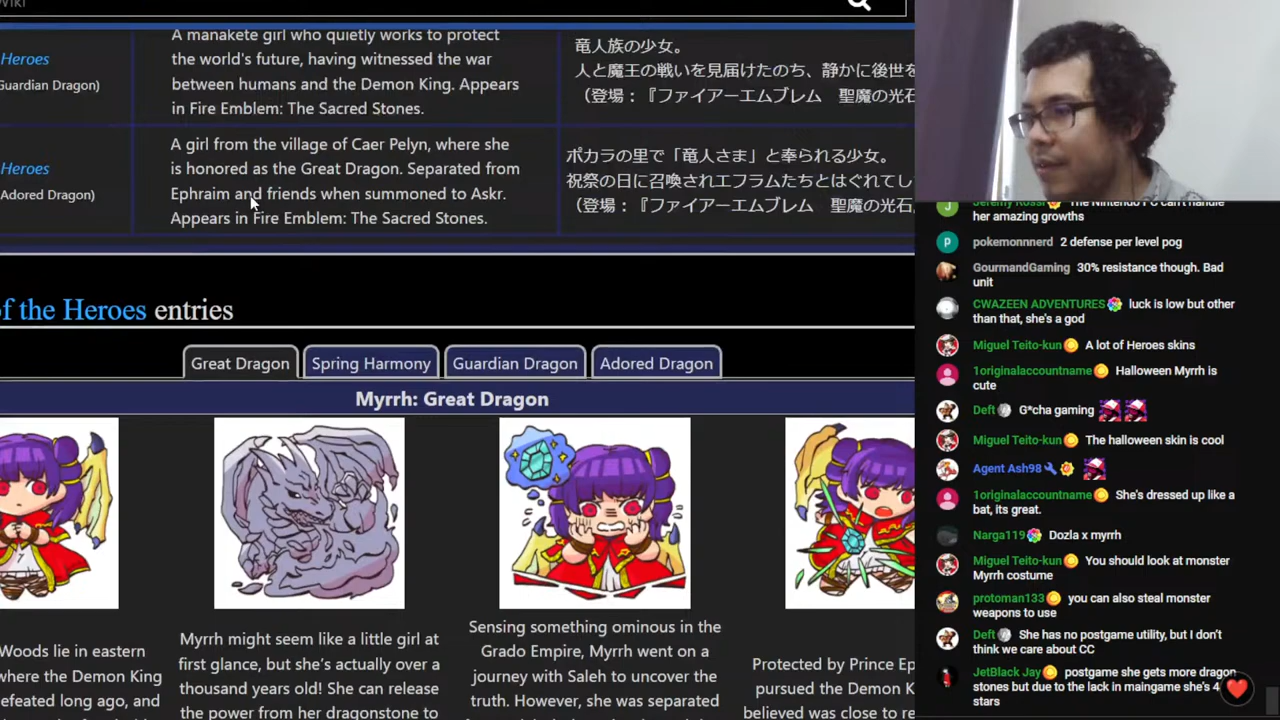 Wiki
Heroes
Guardian Dragon)
A manakete girl who quietly works to protect
the world's future, having witnessed the war
between humans and the Demon King. Appears
in Fire Emblem: The Sacred Stones.
竜人族の少女。
人と魔王の戦いを見届けたのち、静かに後世を
（登場：『ファイアーエムブレム　聖魔の光石
Heroes
Adored Dragon)
A girl from the village of Caer Pelyn, where she
is honored as the Great Dragon. Separated from
Ephraim and friends when summoned to Askr.
Appears in Fire Emblem: The Sacred Stones.
ポカラの里で「竜人さま」と奉られる少女。
祝祭の日に召喚されエフラムたちとはぐれてし
（登場：『ファイアーエムブレム　聖魔の光石
of the Heroes entries
Great Dragon
Spring Harmony
Guardian Dragon
Adored Dragon
Myrrh: Great Dragon
Woods lie in eastern
where the Demon King
efeated long ago, and
Myrrh might seem like a little girl at
first glance, but she's actually over a
thousand years old! She can release
the power from her dragonstone to
Sensing something ominous in the
Grado Empire, Myrrh went on a
journey with Saleh to uncover the
truth. However, she was separated
Protected by Prince Ep
pursued the Demon K
believed was close to re
J
Jeremy Rossi The Nintendo PC can't handle
her amazing growths
p
pokemonnnerd 2 defense per level pog
GourmandGaming 30% resistance though. Bad
unit
CWAZEEN ADVENTURES luck is low but other
than that, she's a god
Miguel Teito-kun A lot of Heroes skins
1originalaccountname Halloween Myrrh is
cute
Deft G*cha gaming
Miguel Teito-kun The halloween skin is cool
Agent Ash98
1originalaccountname She's dressed up like a
bat, its great.
Narga119 Dozla x myrrh
Miguel Teito-kun You should look at monster
Myrrh costume
protoman133 you can also steal monster
weapons to use
Deft She has no postgame utility, but I don't
think we care about CC
JetBlack Jay postgame she gets more dragon
stones but due to the lack in maingame she's 4
stars